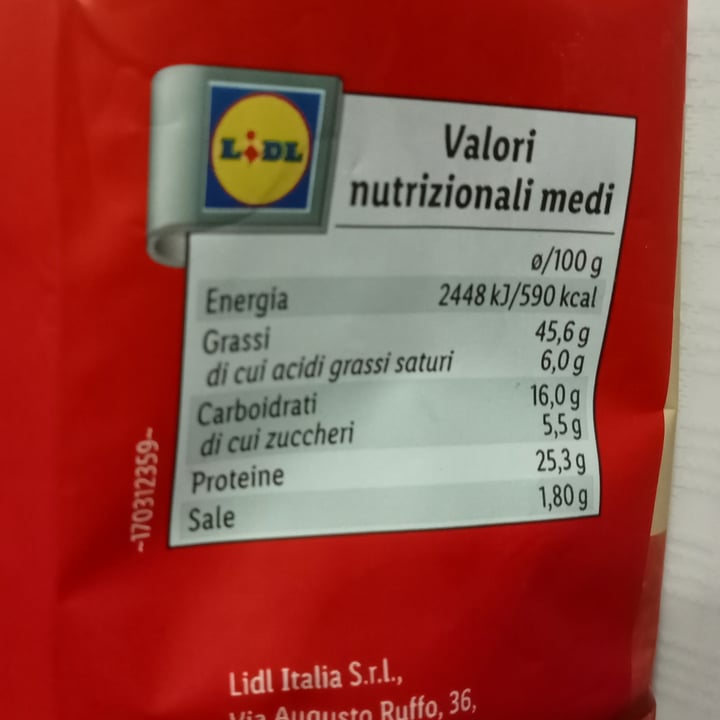 LIDL
Valori
nutrizionali medi
ø/100 g
Energia 2448 kJ/590 kcal
Grassi 45,6 g
di cui acidi grassi saturi 6,0 g
Carboidrati 16,0 g
di cui zuccheri 5,5 g
Proteine 25,3 g
Sale 1,80 g
~170312359~
Lidl Italia S.r.l.,
Via Augusto Ruffo, 36,